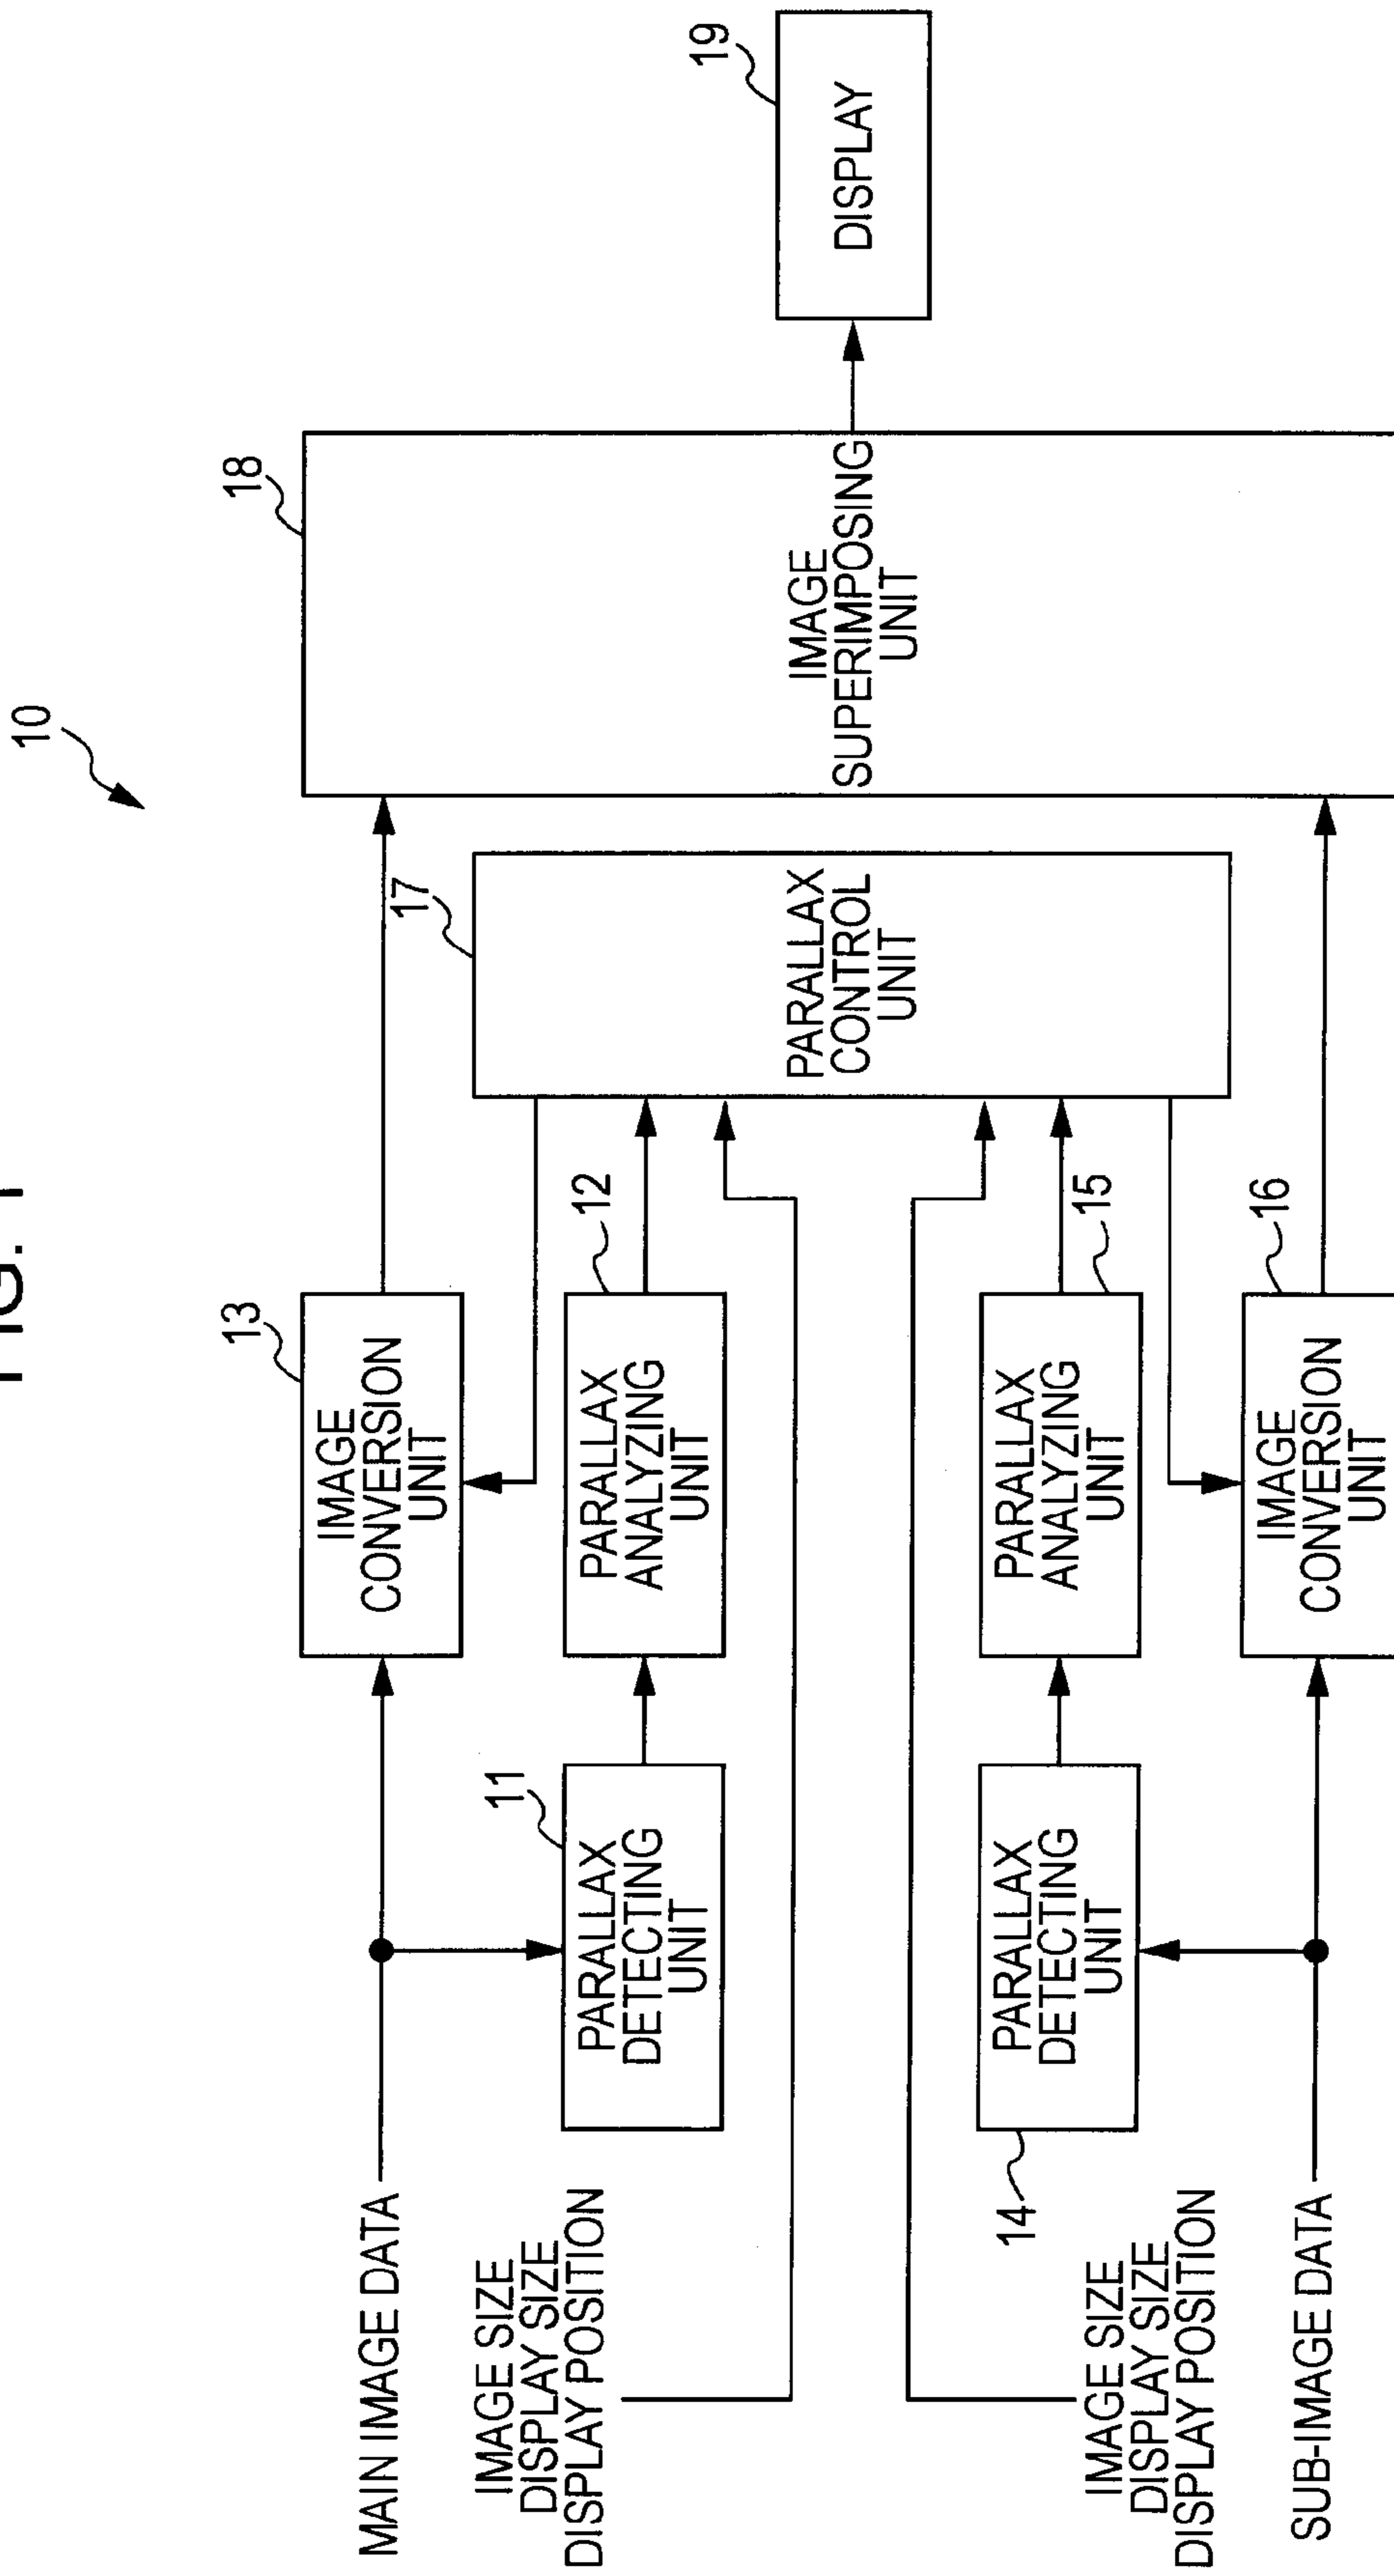 FIG. 1
10
MAIN IMAGE DATA
13
IMAGE
CONVERSION
UNIT
18
IMAGE
SUPERIMPOSING
UNIT
19
DISPLAY
11
PARALLAX
DETECTING
UNIT
12
PARALLAX
ANALYZING
UNIT
17
PARALLAX
CONTROL
UNIT
IMAGE SIZE
DISPLAY SIZE
DISPLAY POSITION
14
PARALLAX
DETECTING
UNIT
15
PARALLAX
ANALYZING
UNIT
IMAGE SIZE
DISPLAY SIZE
DISPLAY POSITION
16
IMAGE
CONVERSION
UNIT
SUB-IMAGE DATA